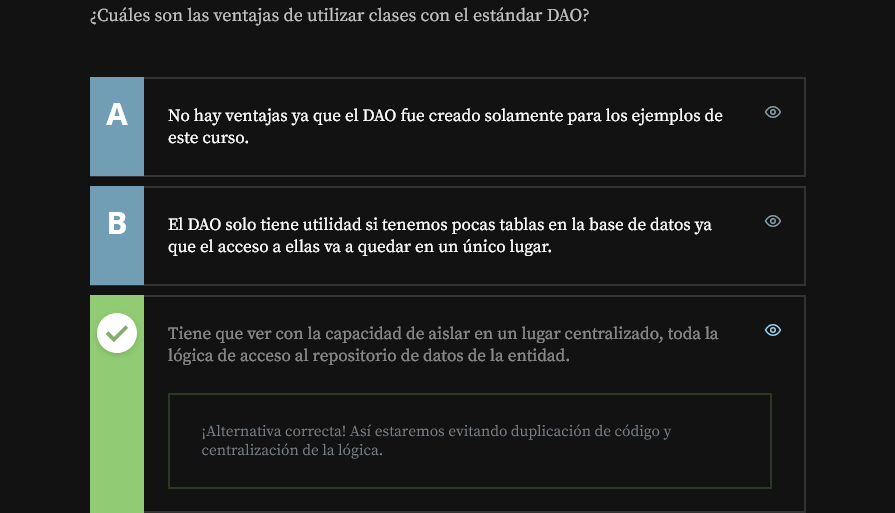 ¿Cuáles son las ventajas de utilizar clases con el estándar DAO?
A
No hay ventajas ya que el DAO fue creado solamente para los ejemplos de
este curso.
B
El DAO solo tiene utilidad si tenemos pocas tablas en la base de datos ya
que el acceso a ellas va a quedar en un único lugar.
Tiene que ver con la capacidad de aislar en un lugar centralizado, toda la
lógica de acceso al repositorio de datos de la entidad.
¡Alternativa correcta! Así estaremos evitando duplicación de código y
centralización de la lógica.